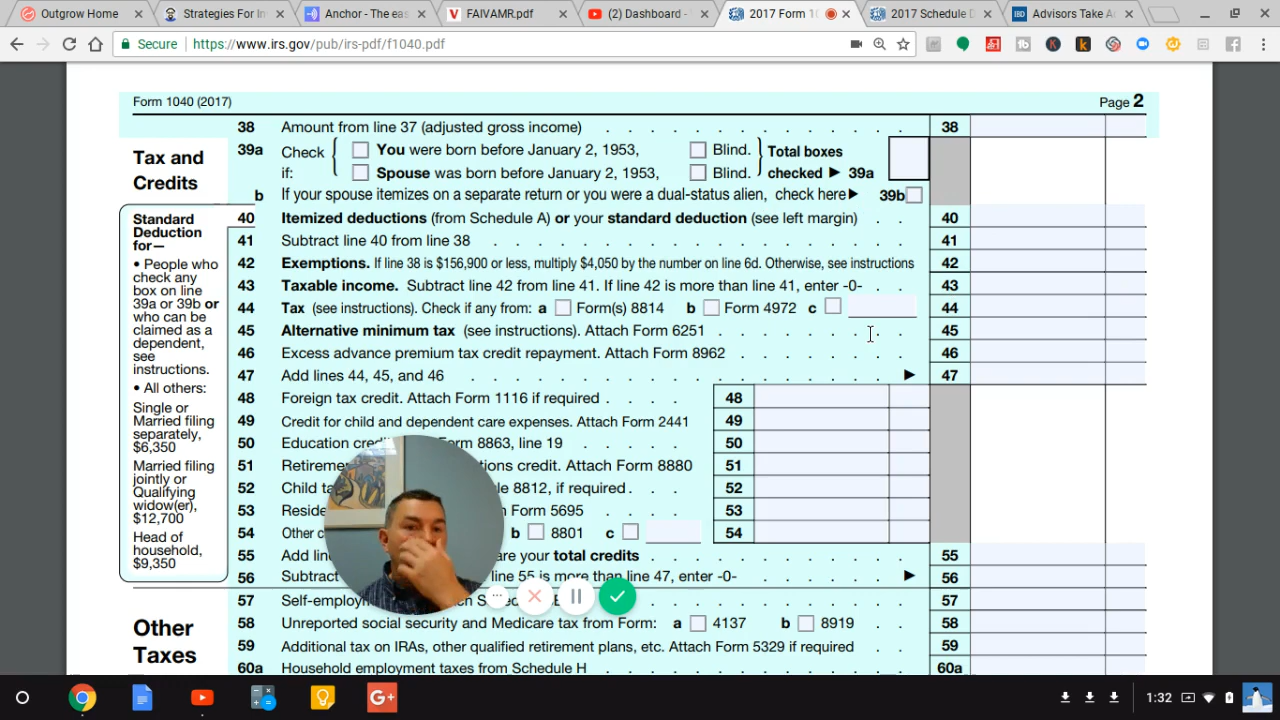 Outgrow Home
Strategies For In
Anchor - The eas
FAIVAMR.pdf
(2) Dashboard -
2017 Form 10
2017 Schedule D
Advisors Take A
Secure https://www.irs.gov/pub/irs-pdf/f1040.pdf
Form 1040 (2017) Page 2
38 Amount from line 37 (adjusted gross income) 38
Tax and Credits
39a Check if: You were born before January 2, 1953, Blind. Total boxes
Spouse was born before January 2, 1953, Blind. checked ▶ 39a
b If your spouse itemizes on a separate return or you were a dual-status alien, check here▶ 39b
Standard
Deduction
for—
• People who
check any
box on line
39a or 39b or
who can be
claimed as a
dependent,
see
instructions.
• All others:
Single or
Married filing
separately,
$6,350
Married filing
jointly or
Qualifying
widow(er),
$12,700
Head of
household,
$9,350
40 Itemized deductions (from Schedule A) or your standard deduction (see left margin) 40
41 Subtract line 40 from line 38 41
42 Exemptions. If line 38 is $156,900 or less, multiply $4,050 by the number on line 6d. Otherwise, see instructions 42
43 Taxable income. Subtract line 42 from line 41. If line 42 is more than line 41, enter -0- 43
44 Tax (see instructions). Check if any from: a Form(s) 8814 b Form 4972 c 44
45 Alternative minimum tax (see instructions). Attach Form 6251 45
46 Excess advance premium tax credit repayment. Attach Form 8962 46
47 Add lines 44, 45, and 46 ▶ 47
48 Foreign tax credit. Attach Form 1116 if required 48
49 Credit for child and dependent care expenses. Attach Form 2441 49
50 Education cred Form 8863, line 19 50
51 Retireme tions credit. Attach Form 8880 51
52 Child ta le 8812, if required 52
53 Reside Form 5695 53
54 Other c b 8801 c 54
55 Add lin are your total credits 55
56 Subtract line 55 is more than line 47, enter -0- ▶ 56
Other
Taxes
57 Self-employm 57
58 Unreported social security and Medicare tax from Form: a 4137 b 8919 58
59 Additional tax on IRAs, other qualified retirement plans, etc. Attach Form 5329 if required 59
60a Household employment taxes from Schedule H 60a
1:32